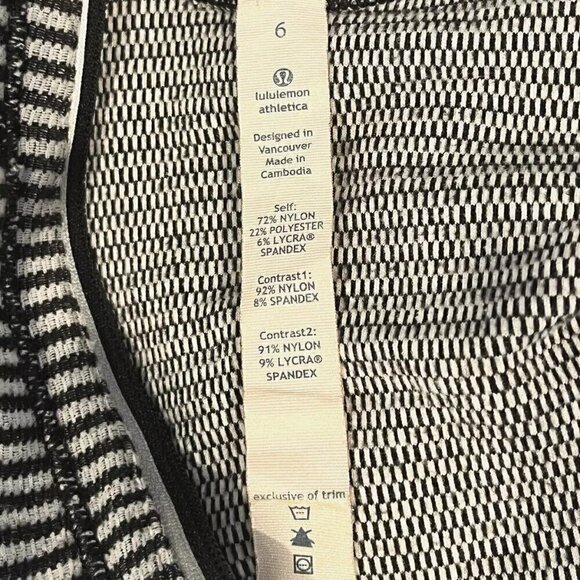 6
lululemon
athletica
Designed in
Vancouver
Made in
Cambodia
Self:
72% NYLON
22% POLYESTER
6% LYCRA®
SPANDEX
Contrast1:
92% NYLON
8% SPANDEX
Contrast2:
91% NYLON
9% LYCRA®
SPANDEX
exclusive of trim